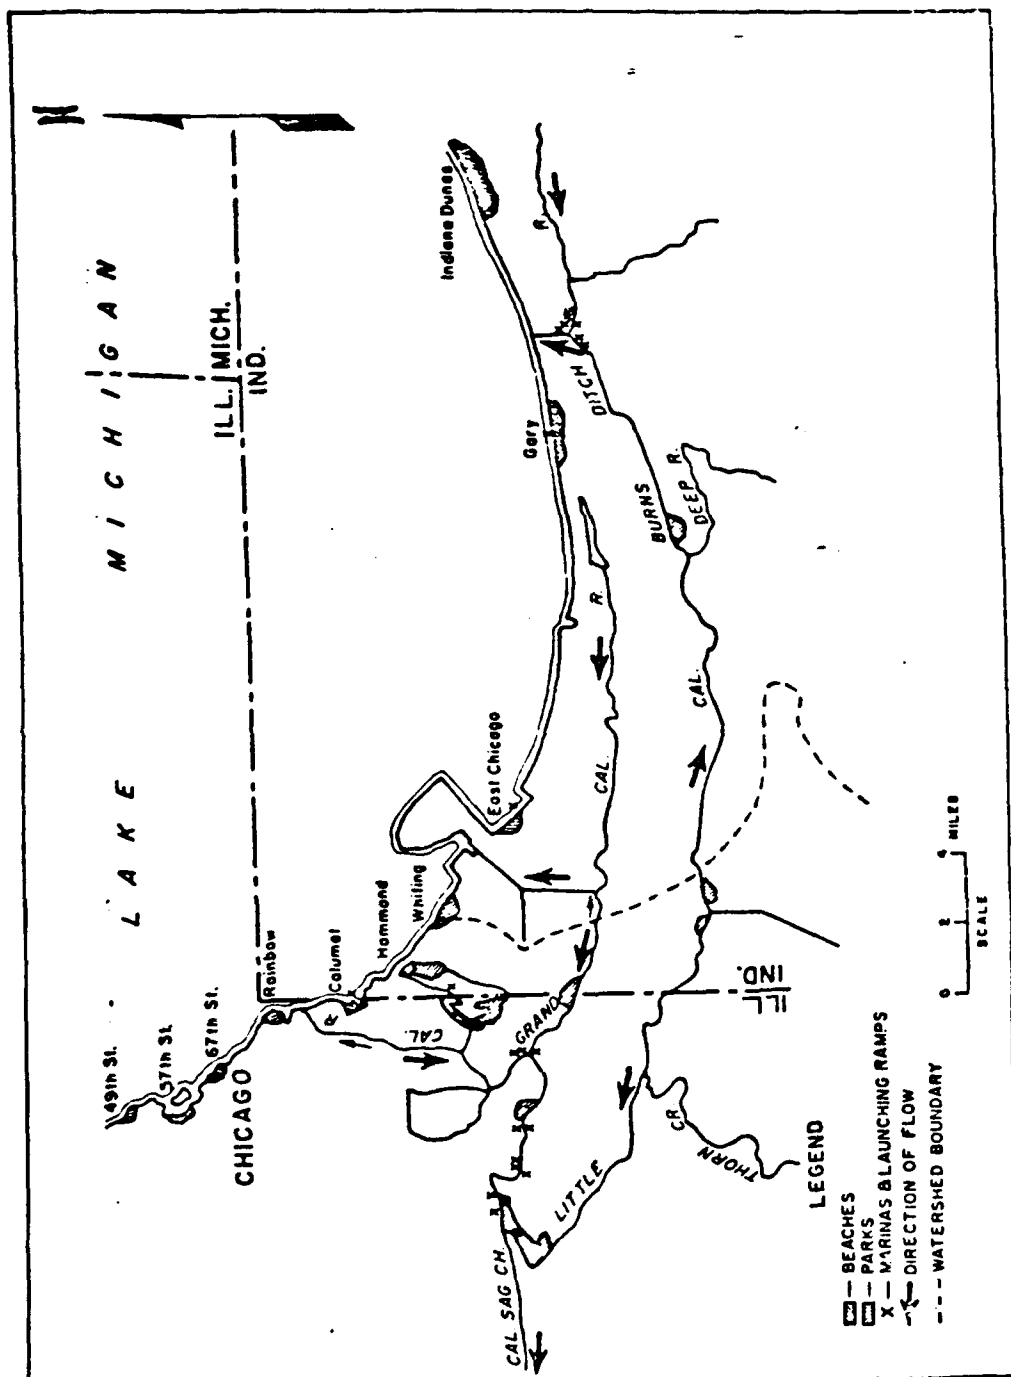 N
LAKE MICHIGAN
ILL. MICH.
IND.
49th St.
57th St.
67th St.
Rainbow
CHICAGO
Calumet
Hammond
Whiting
East Chicago
Gary
Indiana Dunes
CAL. R.
GRAND CAL. R.
CAL SAG CH.
LITTLE CAL. R.
BURNS DITCH
DEEP R.
THORN CR.
ILL
IND.
LEGEND
— BEACHES
— PARKS
X — MARINAS & LAUNCHING RAMPS
DIRECTION OF FLOW
--- WATERSHED BOUNDARY
0 2 4 MILES
SCALE